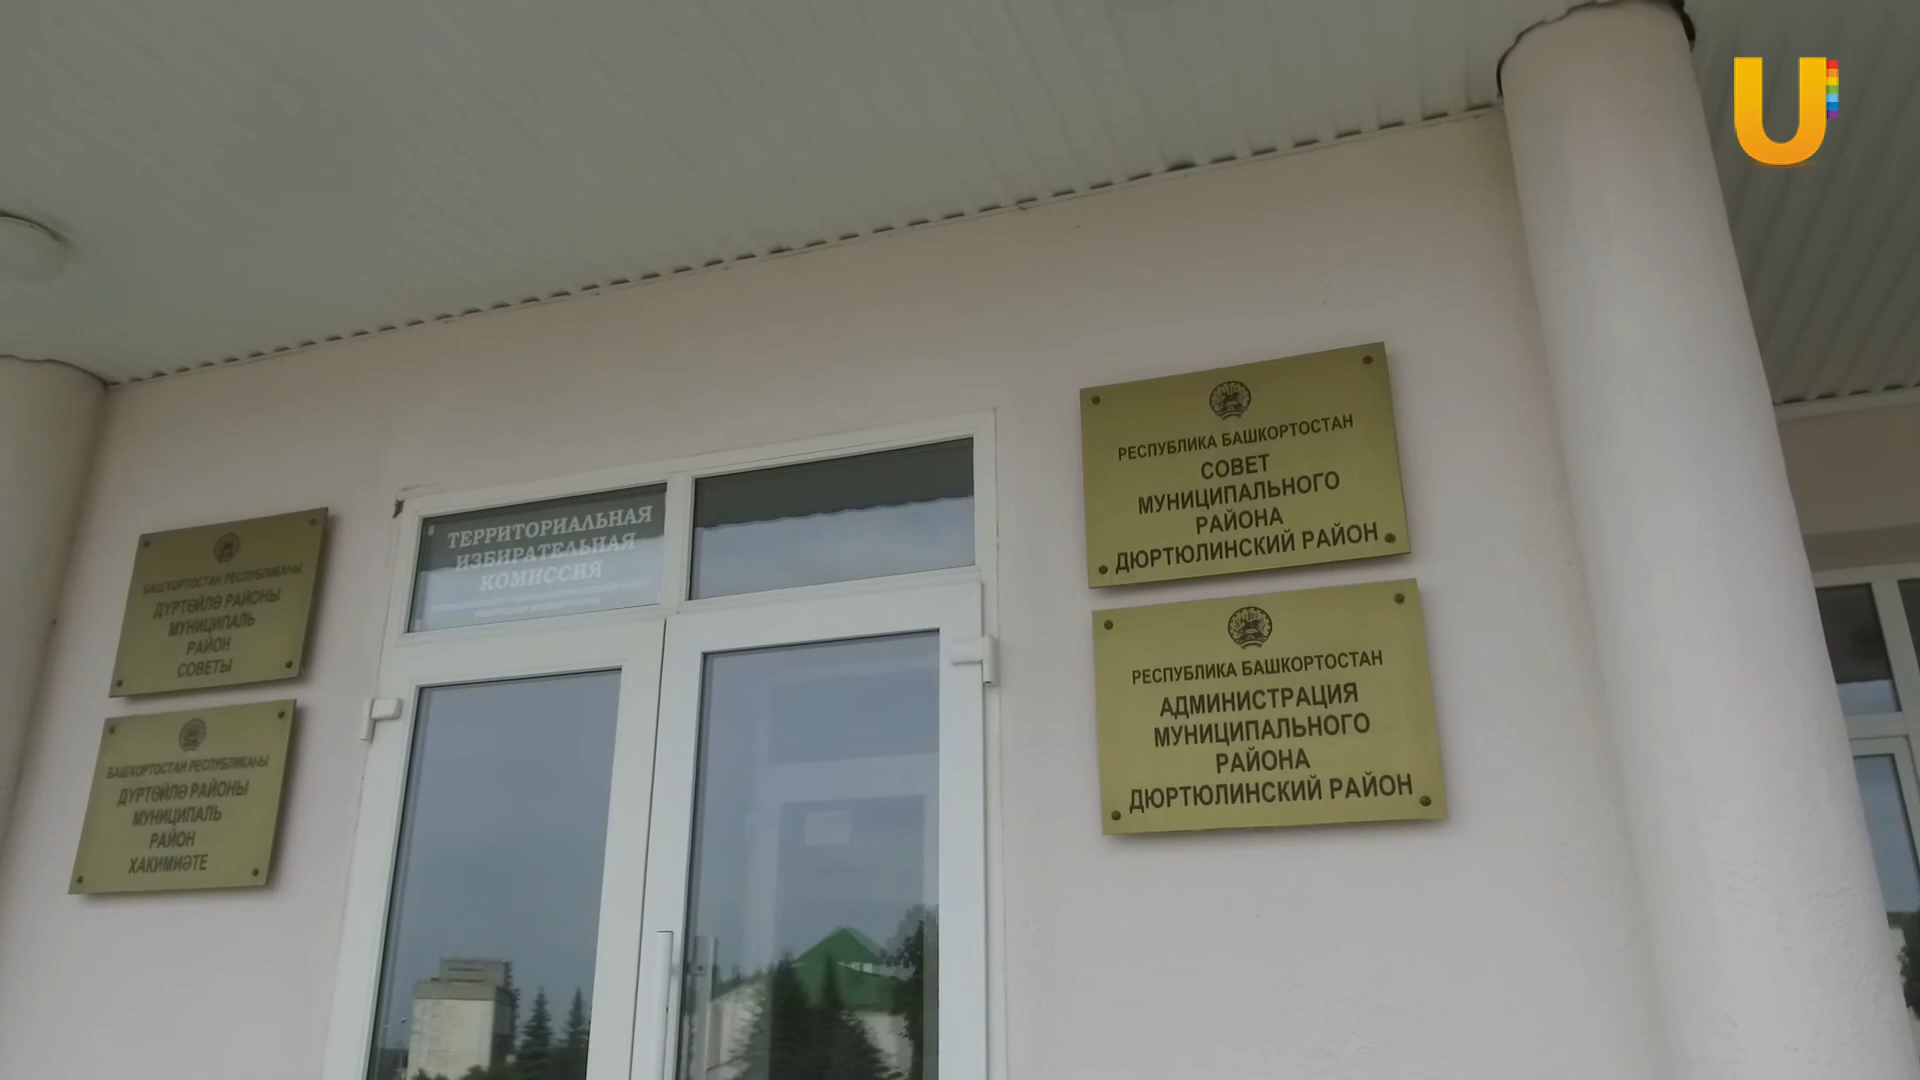 БАШҠОРТОСТАН РЕСПУБЛИКАҺЫ
ДҮРТӨЙЛӨ РАЙОНЫ
МУНИЦИПАЛЬ
РАЙОН
СОВЕТЫ
БАШҠОРТОСТАН РЕСПУБЛИКАҺЫ
ДҮРТӨЙЛӨ РАЙОНЫ
МУНИЦИПАЛЬ
РАЙОН
ХАКИМИӘТЕ
ТЕРРИТОРИАЛЬНАЯ
ИЗБИРАТЕЛЬНАЯ
КОМИССИЯ
РЕСПУБЛИКА БАШКОРТОСТАН
СОВЕТ
МУНИЦИПАЛЬНОГО
РАЙОНА
ДЮРТЮЛИНСКИЙ РАЙОН
РЕСПУБЛИКА БАШКОРТОСТАН
АДМИНИСТРАЦИЯ
МУНИЦИПАЛЬНОГО
РАЙОНА
ДЮРТЮЛИНСКИЙ РАЙОН
U